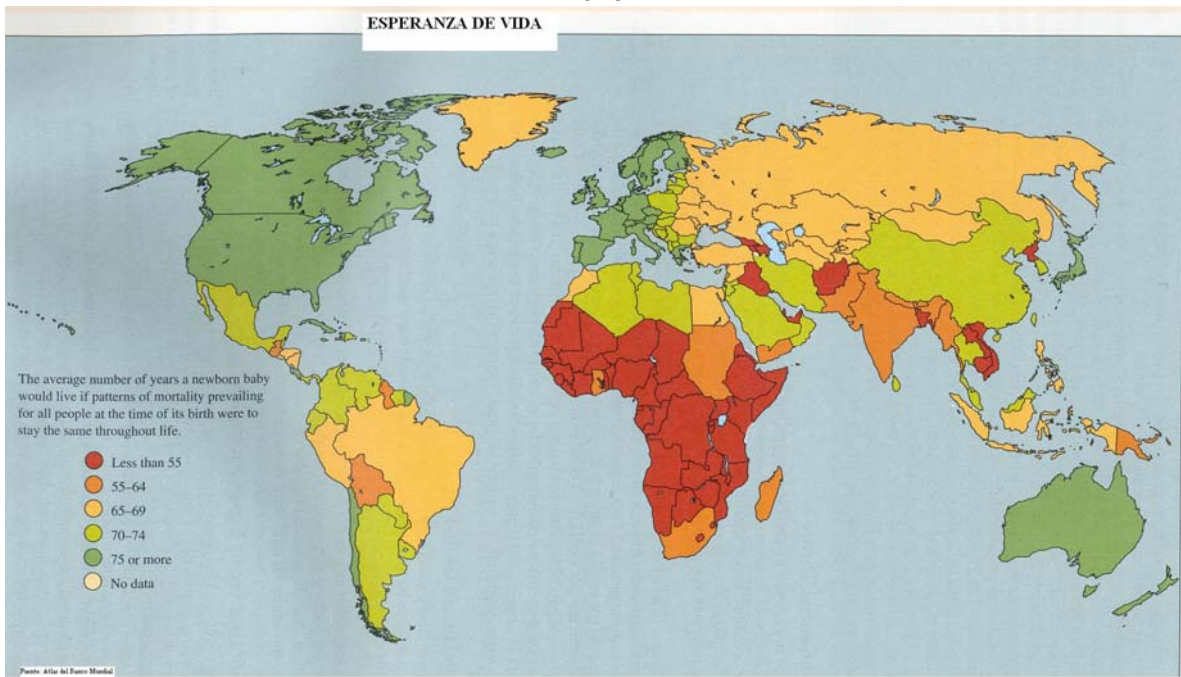 ESPERANZA DE VIDA
The average number of years a newborn baby
would live if patterns of mortality prevailing
for all people at the time of its birth were to
stay the same throughout life.
Less than 55
55–64
65–69
70–74
75 or more
No data
Fuente: Atlas del Banco Mundial